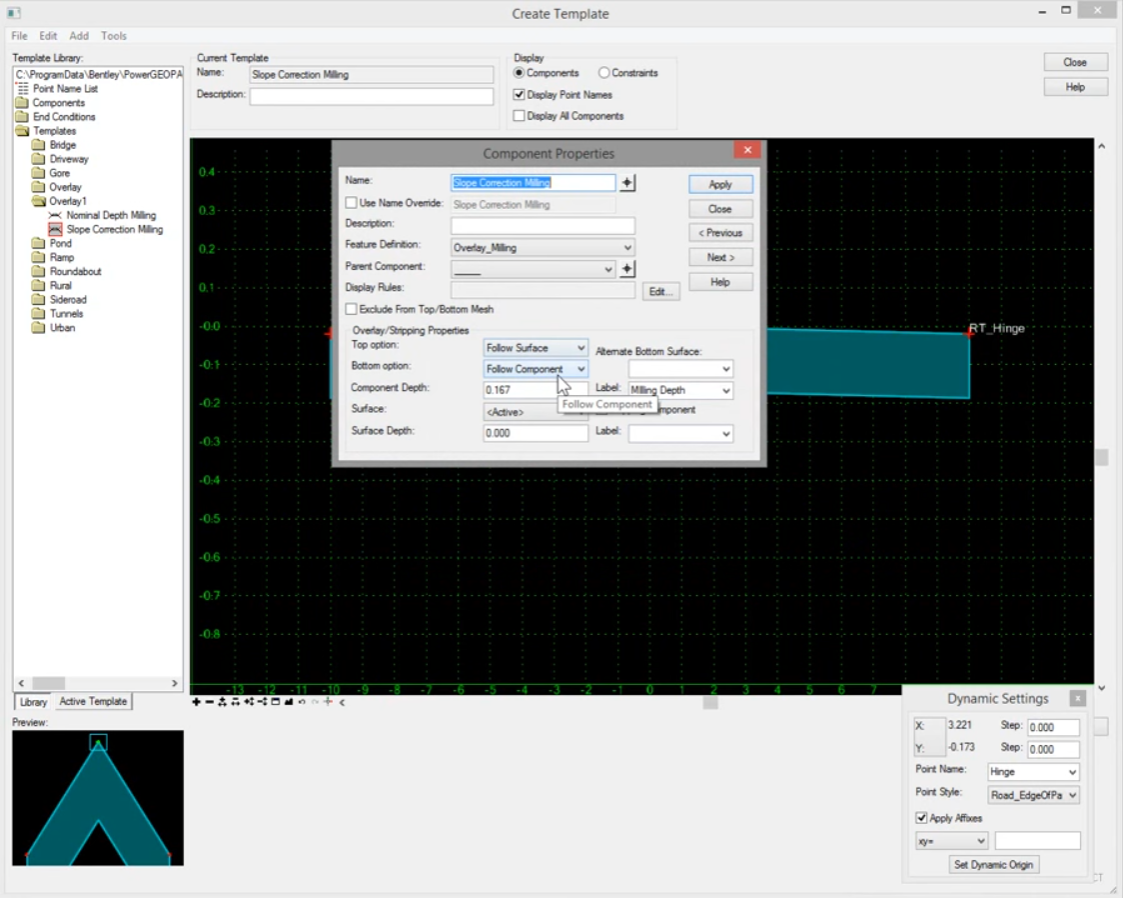 Create Template
File Edit Add Tools
Template Library:
C:\ProgramData\Bentley\PowerGEOPA
Point Name List
Components
End Conditions
Templates
Bridge
Driveway
Gore
Overlay
Overlay1
Nominal Depth Milling
Slope Correction Milling
Pond
Ramp
Roundabout
Rural
Sideroad
Tunnels
Urban
Library Active Template
Preview:
Current Template
Name: Slope Correction Milling
Description:
Display
Components Constraints
Display Point Names
Display All Components
Close
Help
Component Properties
Name: Slope Correction Milling
Use Name Override: Slope Correction Milling
Description:
Feature Definition: Overlay_Milling
Parent Component:
Display Rules: Edit...
Exclude From Top/Bottom Mesh
Apply
Close
< Previous
Next >
Help
Overlay/Stripping Properties
Top option: Follow Surface Alternate Bottom Surface:
Bottom option: Follow Component
Component Depth: 0.167 Label: Milling Depth
Follow Component
Surface: <Active> mponent
Surface Depth: 0.000 Label:
0.4
0.3
0.2
0.1
-0.0
-0.1
-0.2
-0.3
-0.4
-0.5
-0.6
-0.7
-0.8
RT_Hinge
-13 -12 -11 -10 -9 -8 -7 -6 -5 -4 -3 -2 -1 0 1 2 3 4 5 6 7
Dynamic Settings
X: 3.221 Step: 0.000
Y: -0.173 Step: 0.000
Point Name: Hinge
Point Style: Road_EdgeOfPa
Apply Affixes
xy=
Set Dynamic Origin
CT